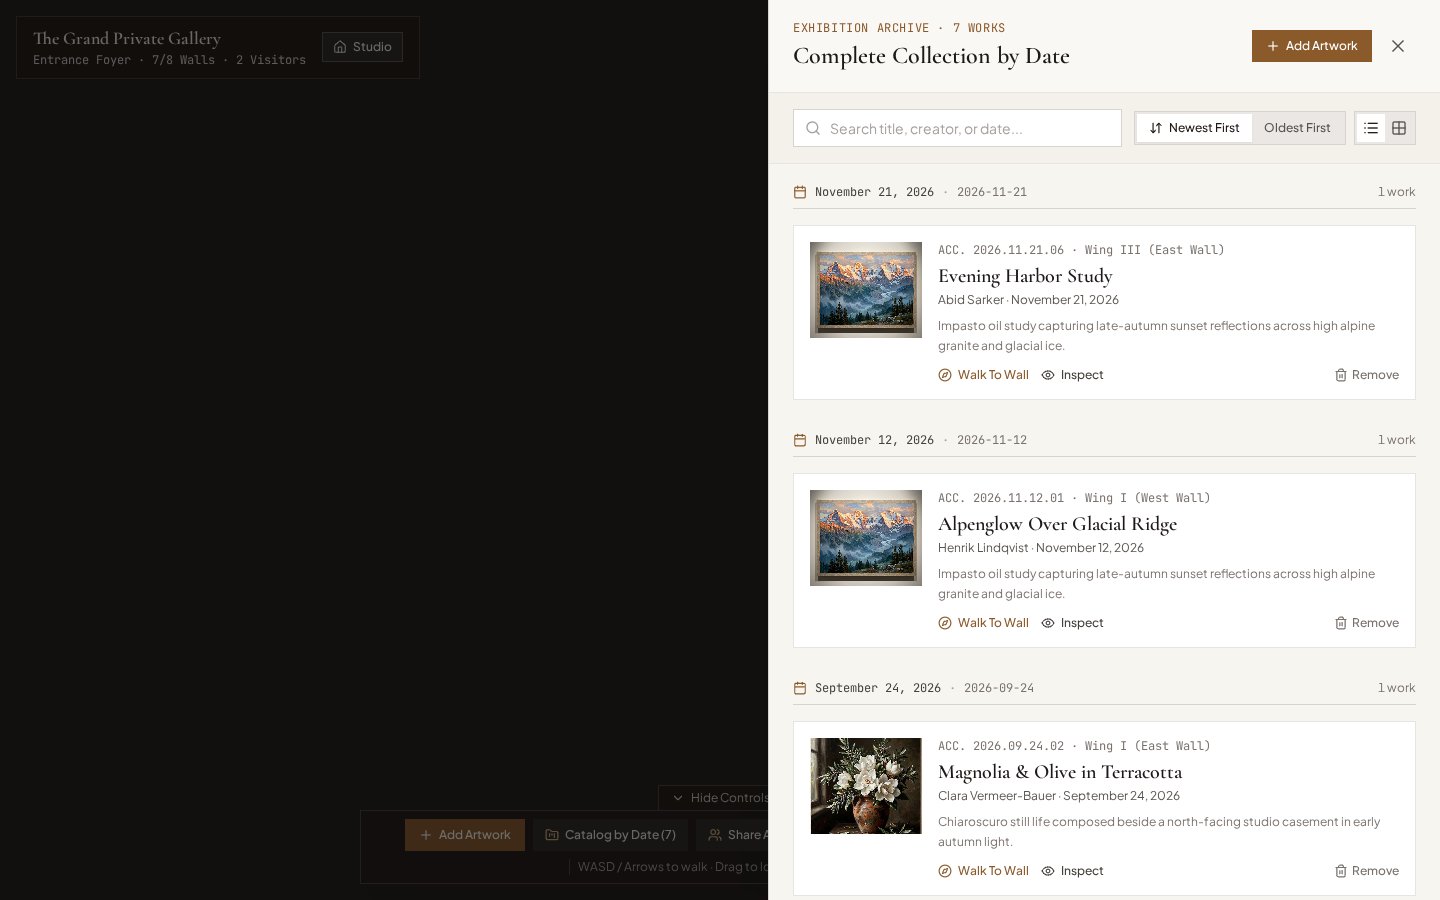 The Grand Private Gallery
Entrance Foyer · 7/8 Walls · 2 Visitors
Studio
EXHIBITION ARCHIVE · 7 WORKS
Complete Collection by Date
Add Artwork
Search title, creator, or date...
Newest First
Oldest First
November 21, 2026 · 2026-11-21
1 work
ACC. 2026.11.21.06 · Wing III (East Wall)
Evening Harbor Study
Abid Sarker · November 21, 2026
Impasto oil study capturing late-autumn sunset reflections across high alpine
granite and glacial ice.
Walk To Wall
Inspect
Remove
November 12, 2026 · 2026-11-12
1 work
ACC. 2026.11.12.01 · Wing I (West Wall)
Alpenglow Over Glacial Ridge
Henrik Lindqvist · November 12, 2026
Impasto oil study capturing late-autumn sunset reflections across high alpine
granite and glacial ice.
Walk To Wall
Inspect
Remove
September 24, 2026 · 2026-09-24
1 work
ACC. 2026.09.24.02 · Wing I (East Wall)
Magnolia & Olive in Terracotta
Clara Vermeer-Bauer · September 24, 2026
Chiaroscuro still life composed beside a north-facing studio casement in early
autumn light.
Walk To Wall
Inspect
Remove
Hide Controls
Add Artwork
Catalog by Date (7)
Share
WASD / Arrows to walk · Drag to